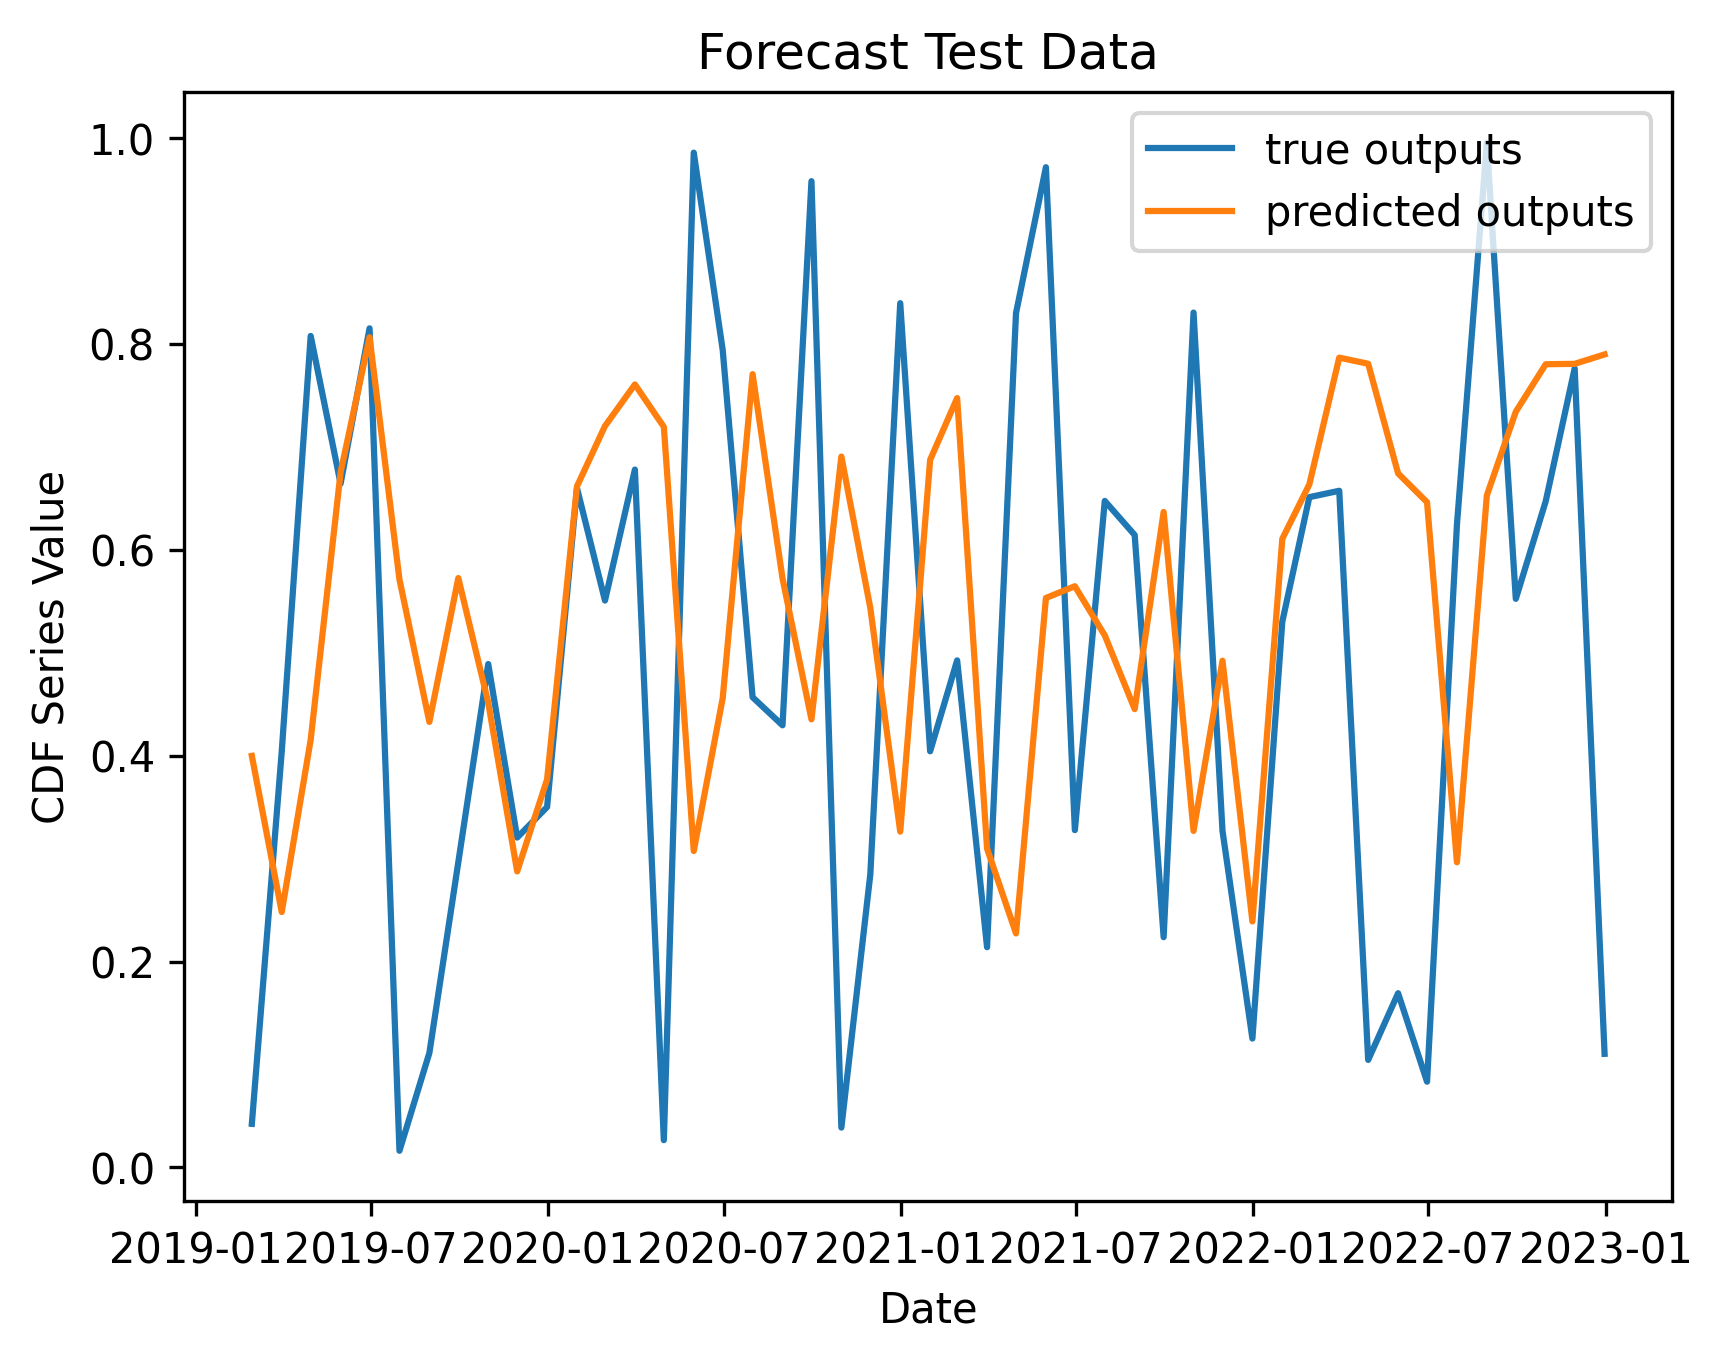 Forecast Test Data
true outputs
predicted outputs
1.0
0.8
0.6
0.4
0.2
0.0
CDF Series Value
2019-01 2019-07 2020-01 2020-07 2021-01 2021-07 2022-01 2022-07 2023-01
Date